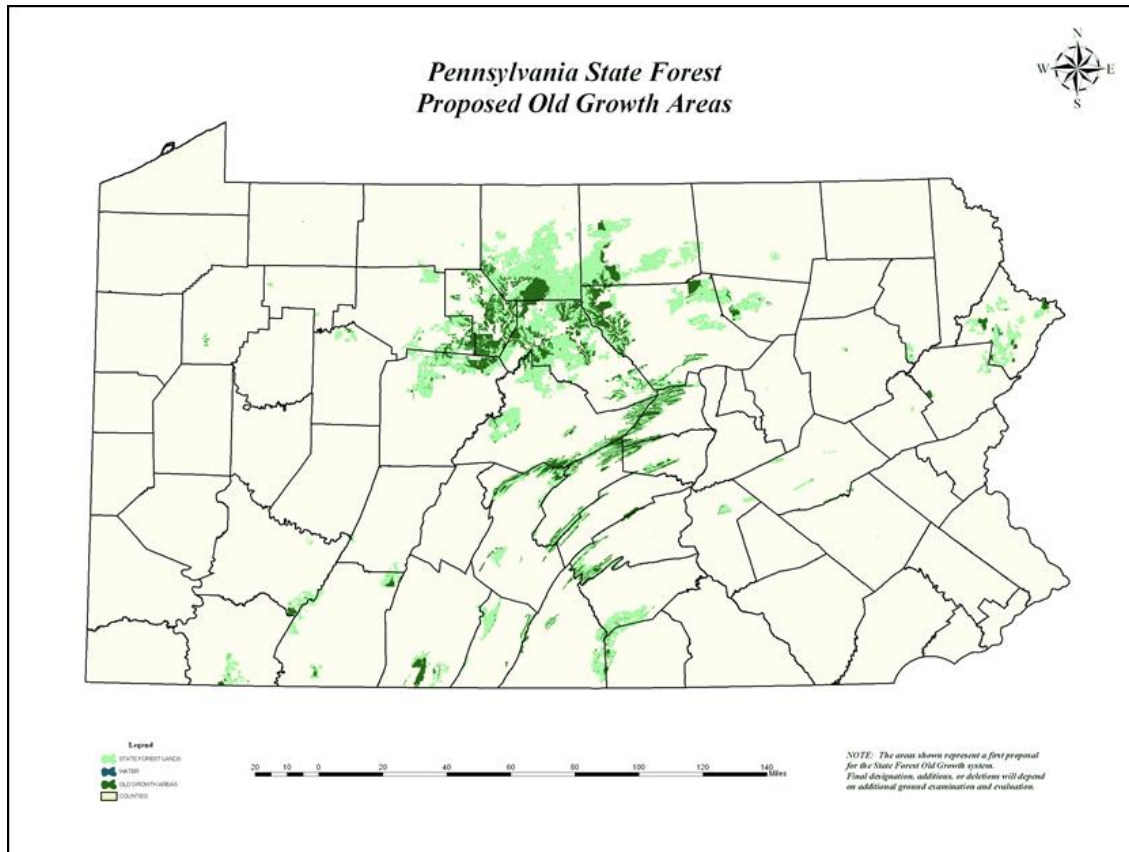 Pennsylvania State Forest
Proposed Old Growth Areas
N
W E
S
Legend
STATE FOREST LANDS
WATER
OLD GROWTH AREAS
COUNTIES
20 0 20 40 60 80 100 120 140 Miles
NOTE: The areas shown represent a first proposal
for the State Forest Old Growth system.
Final designation, additions, or deletions will depend
on additional ground examination and evaluation.